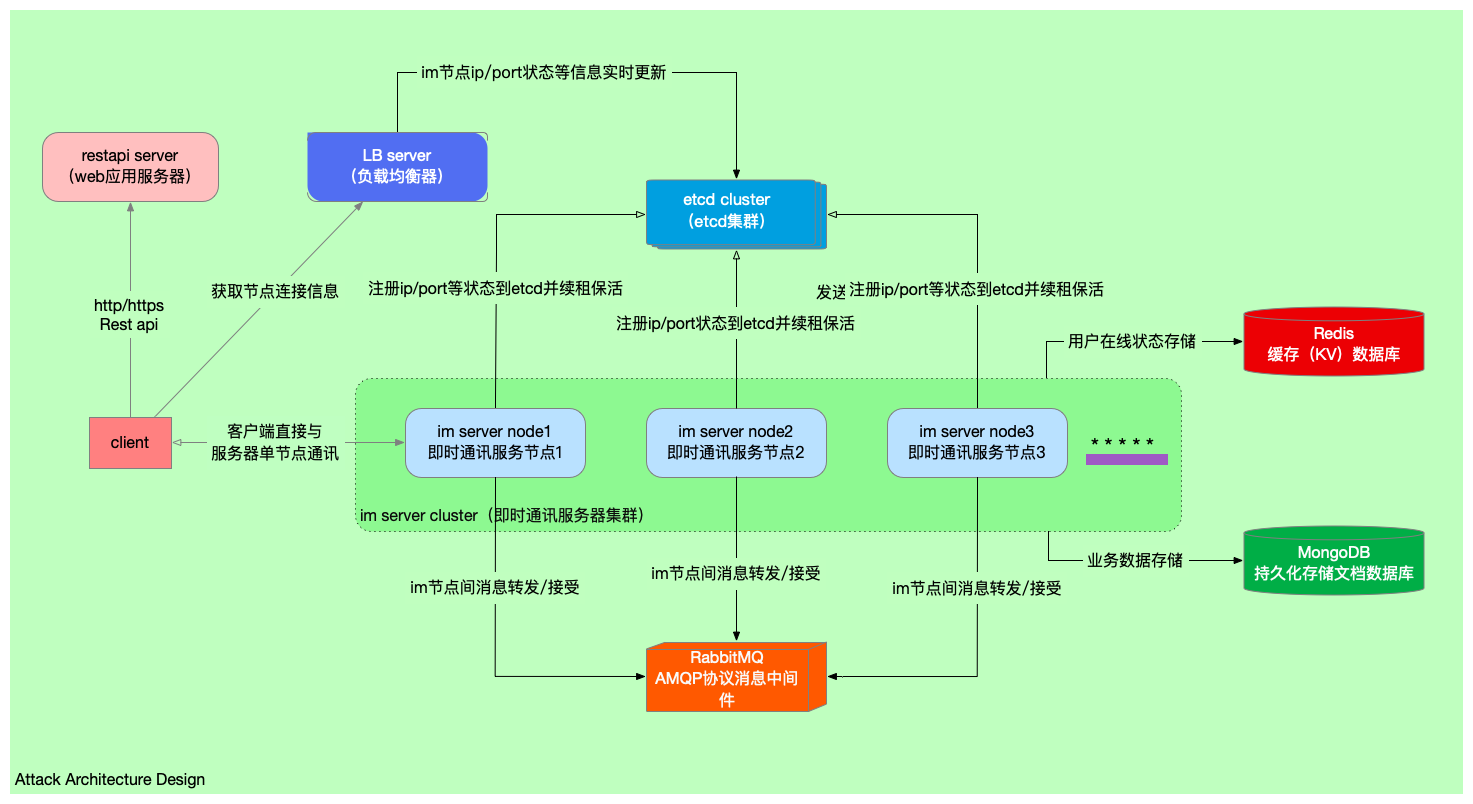 im节点ip/port状态等信息实时更新
restapi server
（web应用服务器）
LB server
（负载均衡器）
etcd cluster
（etcd集群）
获取节点连接信息
http/https
Rest api
注册ip/port等状态到etcd并续租保活
发送
注册ip/port等状态到etcd并续租保活
注册ip/port状态到etcd并续租保活
用户在线状态存储
Redis
缓存（KV）数据库
client
客户端直接与
服务器单节点通讯
im server node1
即时通讯服务节点1
im server node2
即时通讯服务节点2
im server node3
即时通讯服务节点3
* * * * *
im server cluster（即时通讯服务器集群）
业务数据存储
MongoDB
持久化存储文档数据库
im节点间消息转发/接受
im节点间消息转发/接受
im节点间消息转发/接受
RabbitMQ
AMQP协议消息中间
件
Attack Architecture Design